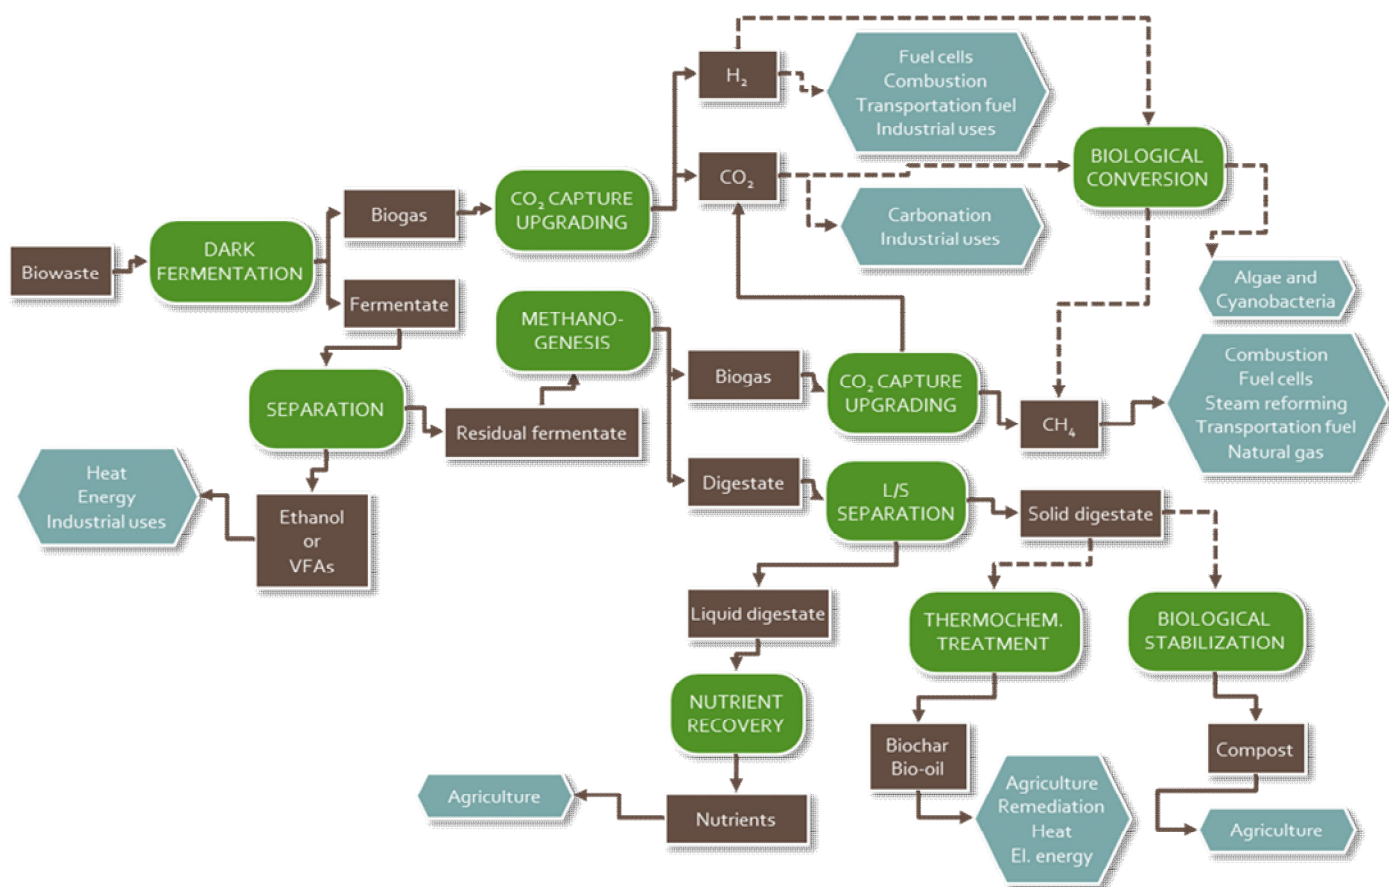 H₂
Fuel cells
Combustion
Transportation fuel
Industrial uses
BIOLOGICAL
CONVERSION
CO₂
Biogas
CO₂ CAPTURE
UPGRADING
Carbonation
Industrial uses
DARK
FERMENTATION
Biowaste
Fermentate
Algae and
Cyanobacteria
METHANO-
GENESIS
Biogas
CO₂ CAPTURE
UPGRADING
Combustion
Fuel cells
Steam reforming
Transportation fuel
Natural gas
SEPARATION
Residual fermentate
CH₄
Heat
Energy
Industrial uses
Ethanol
or
VFAs
Digestate
L/S
SEPARATION
Solid digestate
Liquid digestate
THERMOCHEM.
TREATMENT
BIOLOGICAL
STABILIZATION
NUTRIENT
RECOVERY
Biochar
Bio-oil
Compost
Agriculture
Nutrients
Agriculture
Remediation
Heat
El. energy
Agriculture